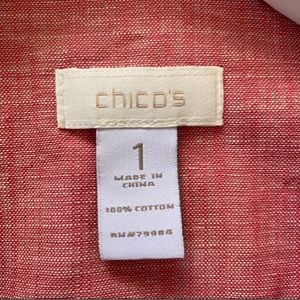 chico's
1
MADE IN
CHINA
100% COTTON
RN#79984